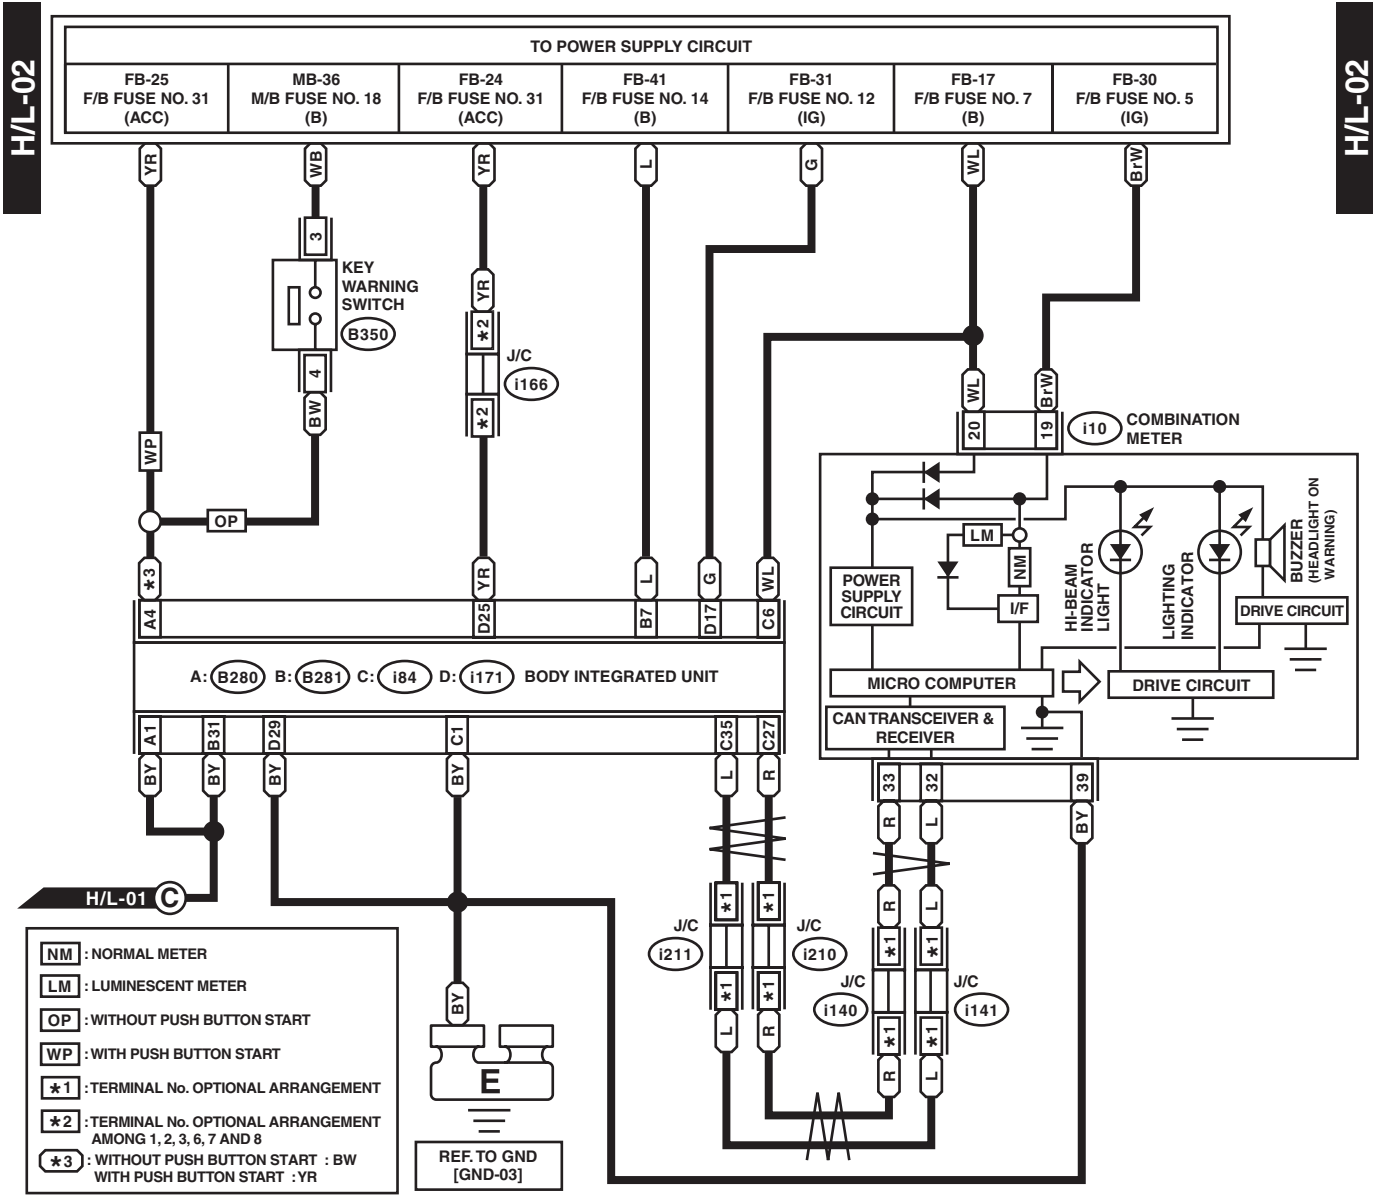 H/L-02
H/L-02
TO POWER SUPPLY CIRCUIT
FB-25
F/B FUSE NO. 31
(ACC)
MB-36
M/B FUSE NO. 18
(B)
FB-24
F/B FUSE NO. 31
(ACC)
FB-41
F/B FUSE NO. 14
(B)
FB-31
F/B FUSE NO. 12
(IG)
FB-17
F/B FUSE NO. 7
(B)
FB-30
F/B FUSE NO. 5
(IG)
YR
WB
YR
L
G
WL
BrW
3
KEY
WARNING
SWITCH
B350
4
BW
YR
*2
J/C
i166
*2
WL
BrW
20
19
i10
COMBINATION
METER
WP
OP
*3
YR
L
G
WL
A4
D25
B7
D17
C6
A: B280 B: B281 C: i84 D: i171 BODY INTEGRATED UNIT
A1
B31
D29
C1
C35
C27
BY
BY
BY
BY
L
R
LM
NM
I/F
POWER
SUPPLY
CIRCUIT
HI-BEAM
INDICATOR
LIGHT
LIGHTING
INDICATOR
BUZZER
(HEADLIGHT ON
WARNING)
DRIVE CIRCUIT
MICRO COMPUTER
DRIVE CIRCUIT
CAN TRANSCEIVER &
RECEIVER
33
32
39
R
L
BY
R
L
H/L-01 C
*1
*1
J/C
i211
J/C
i210
*1
*1
L
R
*1
*1
J/C
i140
J/C
i141
*1
*1
R
L
BY
E
REF. TO GND
[GND-03]
NM : NORMAL METER
LM : LUMINESCENT METER
OP : WITHOUT PUSH BUTTON START
WP : WITH PUSH BUTTON START
*1 : TERMINAL No. OPTIONAL ARRANGEMENT
*2 : TERMINAL No. OPTIONAL ARRANGEMENT
AMONG 1, 2, 3, 6, 7 AND 8
*3 : WITHOUT PUSH BUTTON START : BW
WITH PUSH BUTTON START : YR